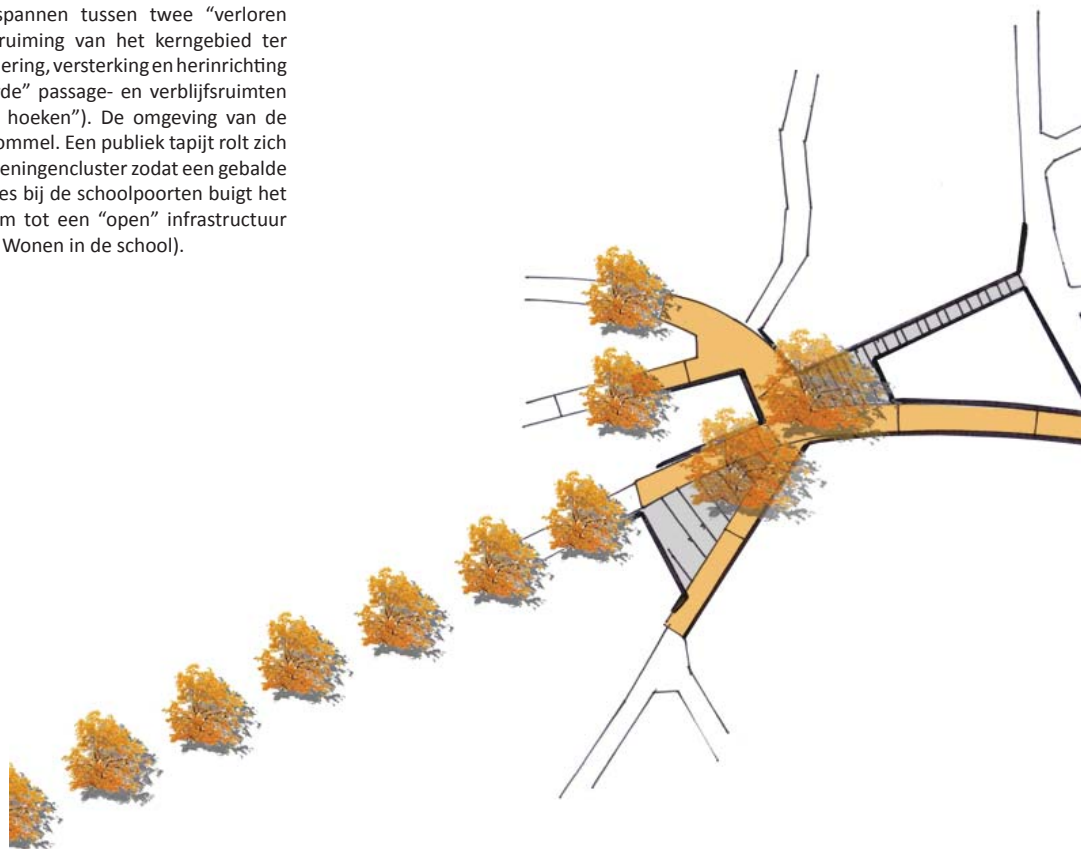 spannen tussen twee “verloren
ruiming van het kerngebied ter
ering, versterking en herinrichting
rde” passage- en verblijfsruimten
hoeken”). De omgeving van de
ommel. Een publiek tapijt rolt zich
eningencluster zodat een gebalde
es bij de schoolpoorten buigt het
m tot een “open” infrastructuur
Wonen in de school).